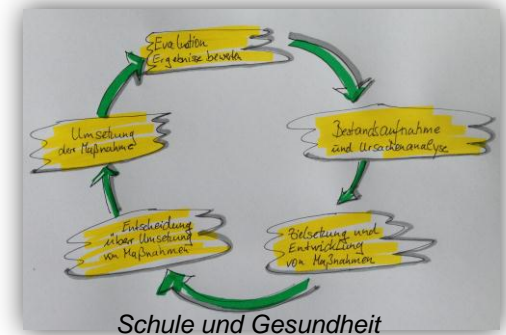 Evaluation
Ergebnisse bewerten
Bestandsaufnahme
und Ursachenanalyse
Zielsetzung und
Entwicklung
von Maßnahmen
Entscheidung
über Umsetzung
von Maßnahmen
Umsetzung
der Maßnahme
Schule und Gesundheit